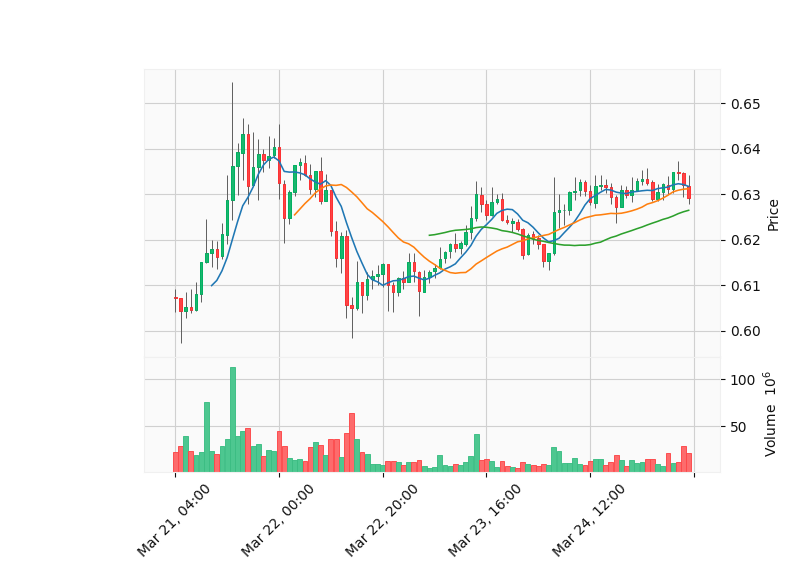 0.65
0.64
0.63
0.62
0.61
0.60
Price
100
50
Volume 10⁶
Mar 21, 04:00
Mar 22, 00:00
Mar 22, 20:00
Mar 23, 16:00
Mar 24, 12:00